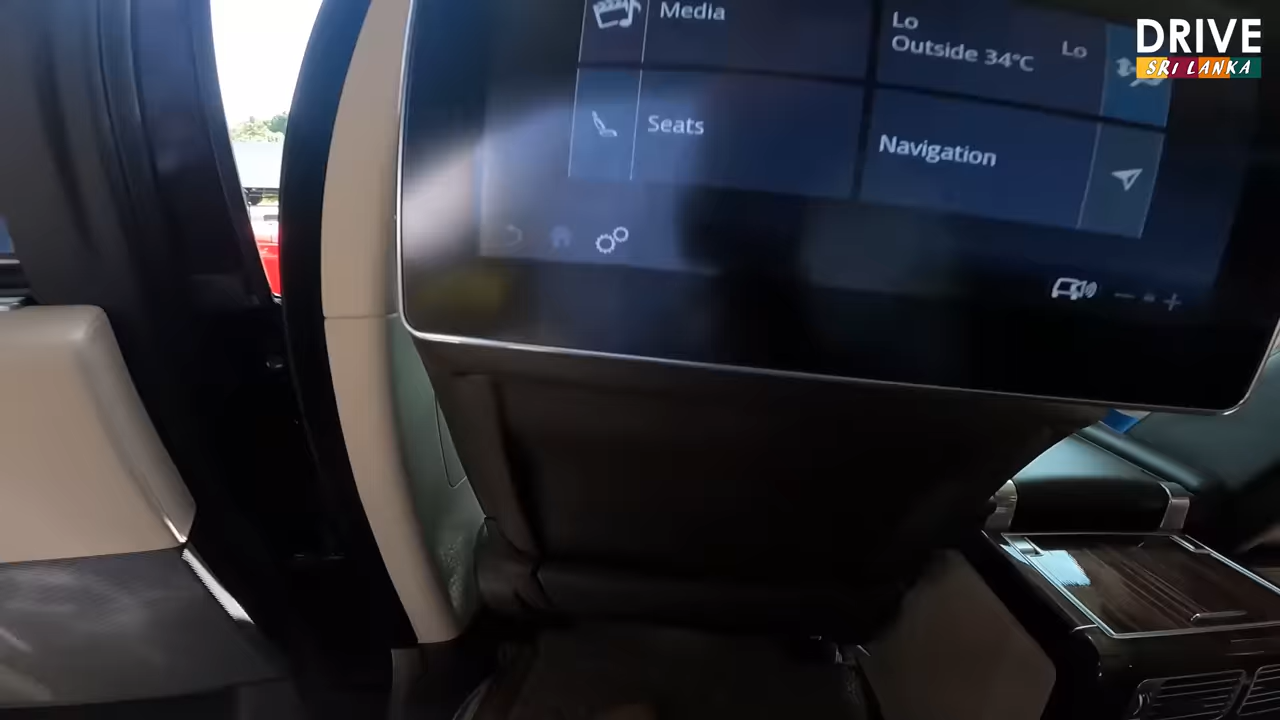 DRIVE
SRI LANKA
Media
Lo
Lo
Outside 34°C
Seats
Navigation